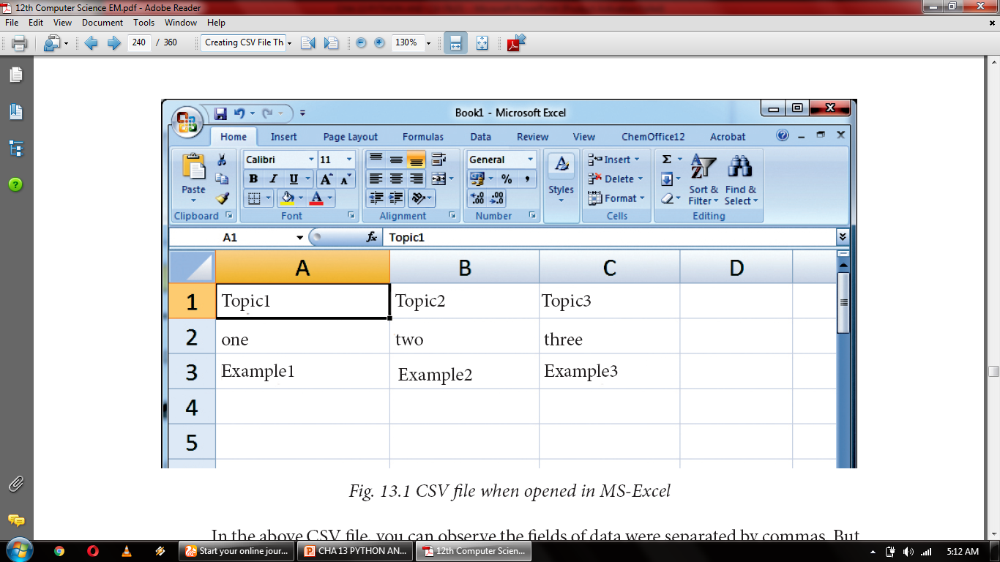 12th Computer Science EM.pdf - Adobe Reader
File Edit View Document Tools Window Help
240 / 360 Creating CSV File Th 130%
Book1 - Microsoft Excel
Home Insert Page Layout Formulas Data Review View ChemOffice12 Acrobat
Calibri 11 General Insert
B I U A A % , Delete
Paste Styles Sort & Find &
A Format Filter Select
Clipboard Font Alignment Number Cells Editing
A1 fx Topic1
A B C D
1 Topic1 Topic2 Topic3
2 one two three
3 Example1 Example2 Example3
4
5
Fig. 13.1 CSV file when opened in MS-Excel
In the above CSV file, you can observe the fields of data were separated by commas. But
Start your online jour... CHA 13 PYTHON AN... 12th Computer Scien... 5:12 AM